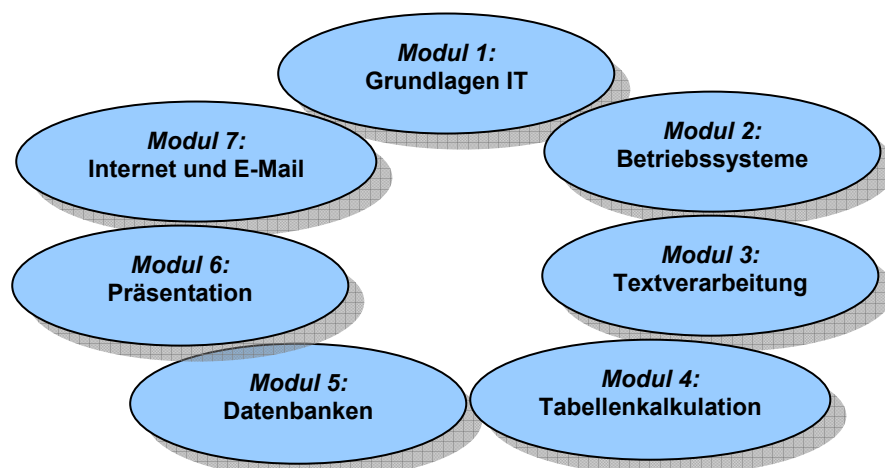 Modul 1:
Grundlagen IT
Modul 2:
Betriebssysteme
Modul 3:
Textverarbeitung
Modul 4:
Tabellenkalkulation
Modul 5:
Datenbanken
Modul 6:
Präsentation
Modul 7:
Internet und E-Mail